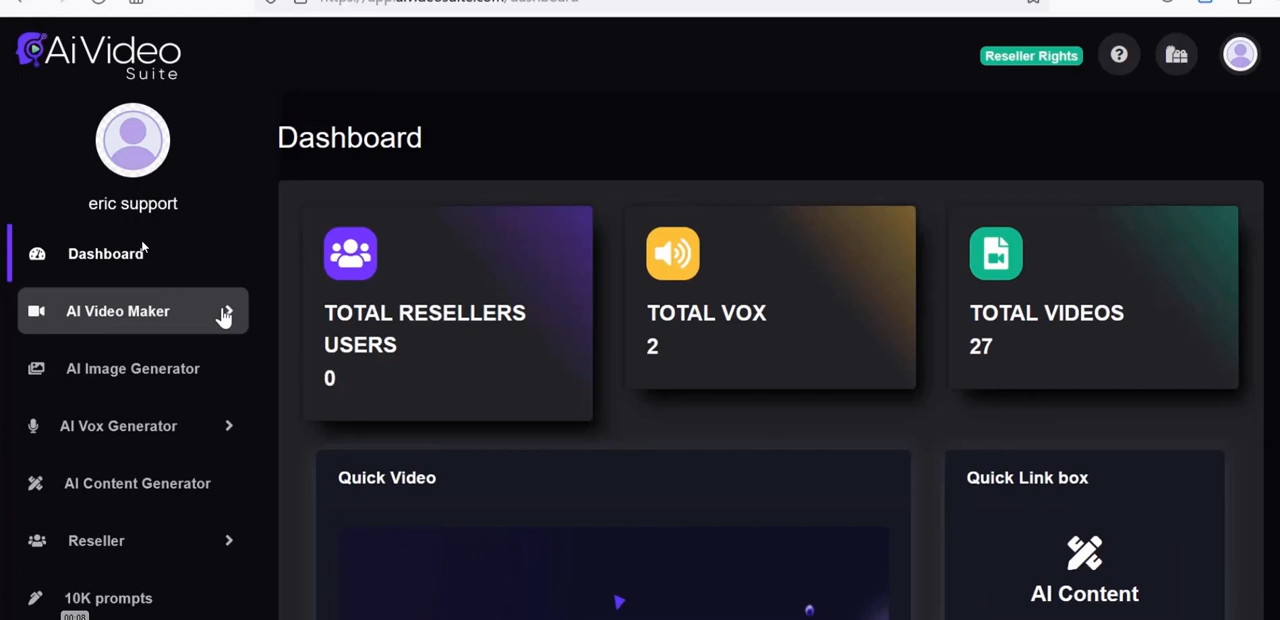 AiVideo
Suite
Reseller Rights
?
eric support
Dashboard
AI Video Maker
AI Image Generator
AI Vox Generator
AI Content Generator
Reseller
10K prompts
00:08
Dashboard
TOTAL RESELLERS
USERS
0
TOTAL VOX
2
TOTAL VIDEOS
27
Quick Video
Quick Link box
AI Content